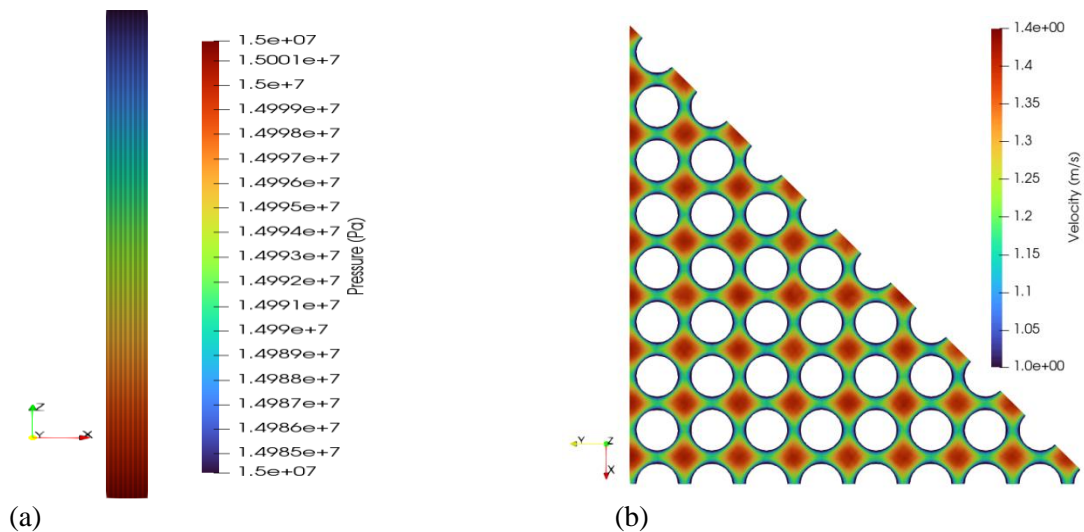 1.5e+07
1.5001e+7
1.5e+7
1.4999e+7
1.4998e+7
1.4997e+7
1.4996e+7
1.4995e+7
1.4994e+7
1.4993e+7
1.4992e+7
1.4991e+7
1.499e+7
1.4989e+7
1.4988e+7
1.4987e+7
1.4986e+7
1.4985e+7
1.5e+07
Pressure (Pa)
Z
Y
X
(a)
1.4e+00
1.35
1.3
1.25
1.2
1.15
1.1
1.05
1.0e+00
Velocity (m/s)
Y
Z
X
(b)